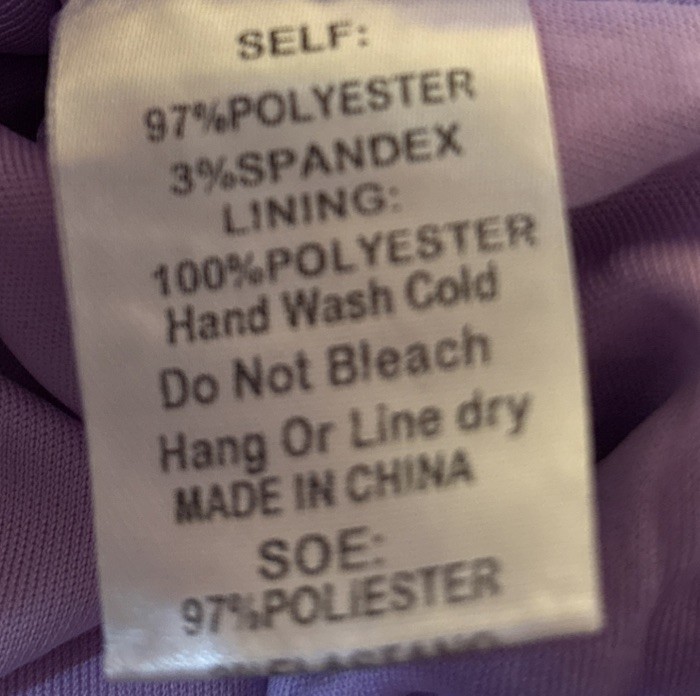 SELF:
97%POLYESTER
3%SPANDEX
LINING:
100%POLYESTER
Hand Wash Cold
Do Not Bleach
Hang Or Line dry
MADE IN CHINA
SOE:
97%POLIESTER